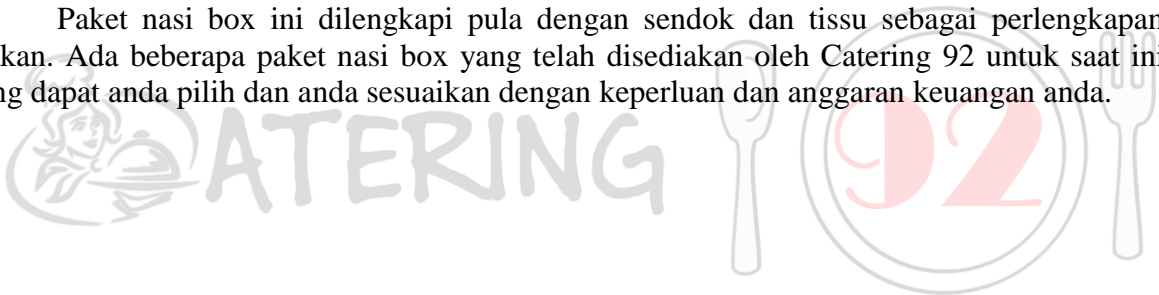 Paket nasi box ini dilengkapi pula dengan sendok dan tissu sebagai perlengkapan
kan. Ada beberapa paket nasi box yang telah disediakan oleh Catering 92 untuk saat ini
ng dapat anda pilih dan anda sesuaikan dengan keperluan dan anggaran keuangan anda.
CATERING 92